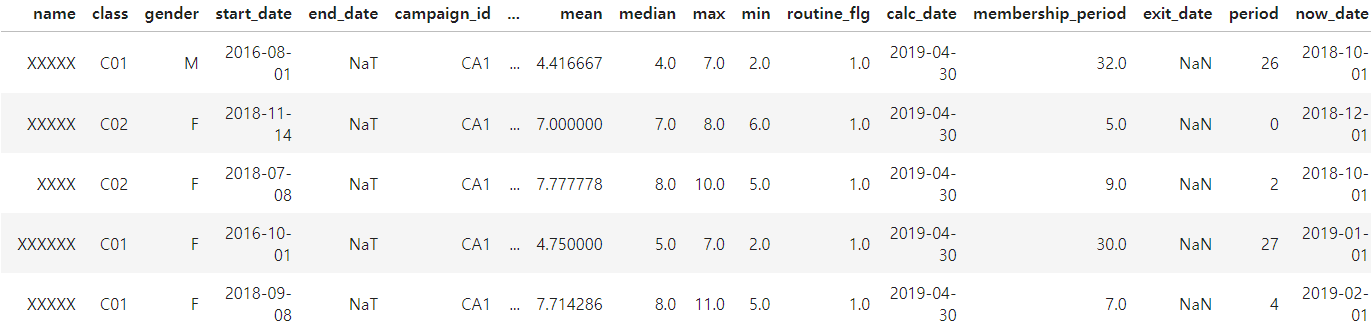 name class gender start_date end_date campaign_id ... mean median max min routine_flg calc_date membership_period exit_date period now_date
XXXXX C01 M 2016-08-01 NaT CA1 ... 4.416667 4.0 7.0 2.0 1.0 2019-04-30 32.0 NaN 26 2018-10-01
XXXXX C02 F 2018-11-14 NaT CA1 ... 7.000000 7.0 8.0 6.0 1.0 2019-04-30 5.0 NaN 0 2018-12-01
XXXX C02 F 2018-07-08 NaT CA1 ... 7.777778 8.0 10.0 5.0 1.0 2019-04-30 9.0 NaN 2 2018-10-01
XXXXXX C01 F 2016-10-01 NaT CA1 ... 4.750000 5.0 7.0 2.0 1.0 2019-04-30 30.0 NaN 27 2019-01-01
XXXXX C01 F 2018-09-08 NaT CA1 ... 7.714286 8.0 11.0 5.0 1.0 2019-04-30 7.0 NaN 4 2019-02-01